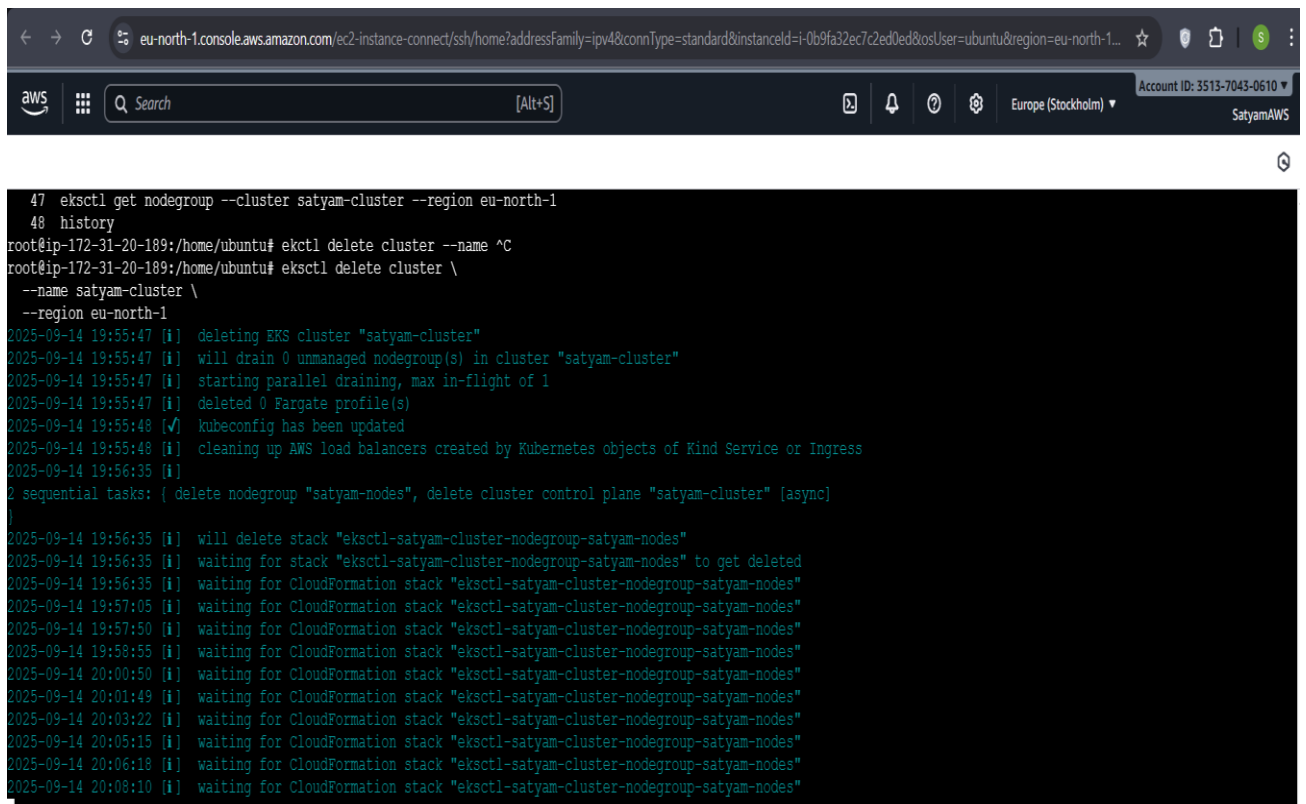 eu-north-1.console.aws.amazon.com/ec2-instance-connect/ssh/home?addressFamily=ipv4&connType=standard&instanceId=i-0b9fa32ec7c2ed0ed&osUser=ubuntu&region=eu-north-1...
S
aws
Search [Alt+S]
Europe (Stockholm) ▼
Account ID: 3513-7043-0610 ▼
SatyamAWS
47 eksctl get nodegroup --cluster satyam-cluster --region eu-north-1
48 history
root@ip-172-31-20-189:/home/ubuntu# ekctl delete cluster --name ^C
root@ip-172-31-20-189:/home/ubuntu# eksctl delete cluster \
--name satyam-cluster \
--region eu-north-1
2025-09-14 19:55:47 [ℹ] deleting EKS cluster "satyam-cluster"
2025-09-14 19:55:47 [ℹ] will drain 0 unmanaged nodegroup(s) in cluster "satyam-cluster"
2025-09-14 19:55:47 [ℹ] starting parallel draining, max in-flight of 1
2025-09-14 19:55:47 [ℹ] deleted 0 Fargate profile(s)
2025-09-14 19:55:48 [✔] kubeconfig has been updated
2025-09-14 19:55:48 [ℹ] cleaning up AWS load balancers created by Kubernetes objects of Kind Service or Ingress
2025-09-14 19:56:35 [ℹ]
2 sequential tasks: { delete nodegroup "satyam-nodes", delete cluster control plane "satyam-cluster" [async]
}
2025-09-14 19:56:35 [ℹ] will delete stack "eksctl-satyam-cluster-nodegroup-satyam-nodes"
2025-09-14 19:56:35 [ℹ] waiting for stack "eksctl-satyam-cluster-nodegroup-satyam-nodes" to get deleted
2025-09-14 19:56:35 [ℹ] waiting for CloudFormation stack "eksctl-satyam-cluster-nodegroup-satyam-nodes"
2025-09-14 19:57:05 [ℹ] waiting for CloudFormation stack "eksctl-satyam-cluster-nodegroup-satyam-nodes"
2025-09-14 19:57:50 [ℹ] waiting for CloudFormation stack "eksctl-satyam-cluster-nodegroup-satyam-nodes"
2025-09-14 19:58:55 [ℹ] waiting for CloudFormation stack "eksctl-satyam-cluster-nodegroup-satyam-nodes"
2025-09-14 20:00:50 [ℹ] waiting for CloudFormation stack "eksctl-satyam-cluster-nodegroup-satyam-nodes"
2025-09-14 20:01:49 [ℹ] waiting for CloudFormation stack "eksctl-satyam-cluster-nodegroup-satyam-nodes"
2025-09-14 20:03:22 [ℹ] waiting for CloudFormation stack "eksctl-satyam-cluster-nodegroup-satyam-nodes"
2025-09-14 20:05:15 [ℹ] waiting for CloudFormation stack "eksctl-satyam-cluster-nodegroup-satyam-nodes"
2025-09-14 20:06:18 [ℹ] waiting for CloudFormation stack "eksctl-satyam-cluster-nodegroup-satyam-nodes"
2025-09-14 20:08:10 [ℹ] waiting for CloudFormation stack "eksctl-satyam-cluster-nodegroup-satyam-nodes"